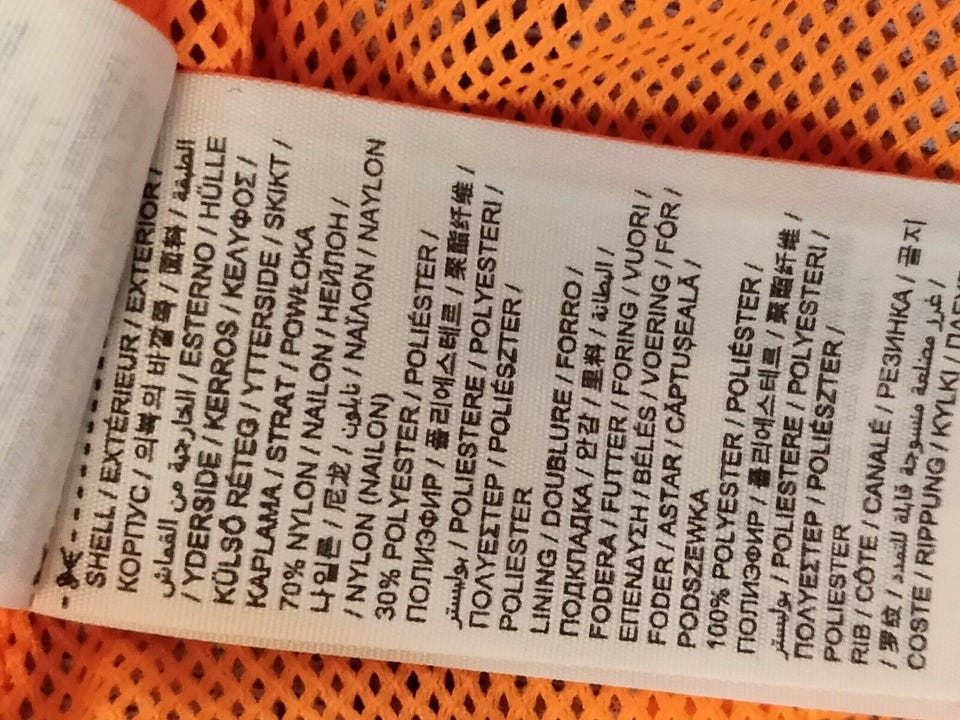 SHELL / EXTÉRIEUR / EXTERIOR /
КОРПУС / 의복의 바깥쪽 / 面料 / الطبقة
الخارجية من القماش
/ YDERSIDE / ESTERNO / HÜLLE
KÜLSŐ RÉTEG / KERROS / ΚΕΛΥΦΟΣ /
KAPLAMA / STRAT / YTTERSIDE / SKIKT /
POWŁOKA
70% NYLON / NAILON / НЕЙЛОН /
나일론 / 尼龙 / نايلون / ΝΑΪΛΟΝ / NAYLON
/ NYLON (NAILON)
30% POLYESTER / POLIÉSTER /
ПОЛИЭФИР / 폴리에스테르 / 聚酯纤维 /
بوليستر / POLIESTERE / POLYESTERI /
ΠΟΛΥΕΣΤΕΡ / POLIÉSZTER /
POLIESTER
LINING / DOUBLURE / FORRO /
ПОДКЛАДКА / 안감 / 里料 / البطانة /
FODERA / FUTTER / FORING / VUORI /
ΕΠΕΝΔΥΣΗ / BÉLÉS / VOERING / FÓR /
FODER / ASTAR / CĂPTUȘEALĂ /
PODSZEWKA
100% POLYESTER / POLIÉSTER /
ПОЛИЭФИР / 폴리에스테르 / 聚酯纤维 /
بوليستر / POLIESTERE / POLYESTERI /
ΠΟΛΥΕΣΤΕΡ / POLIÉSZTER /
POLIESTER
RIB / CÔTE / CANALÉ / РЕЗИНКА / 골지
/ 罗纹 / غرز مضلعة منسوجة قابلة للتمدد /
COSTE / RIPPUNG / KYLKI /